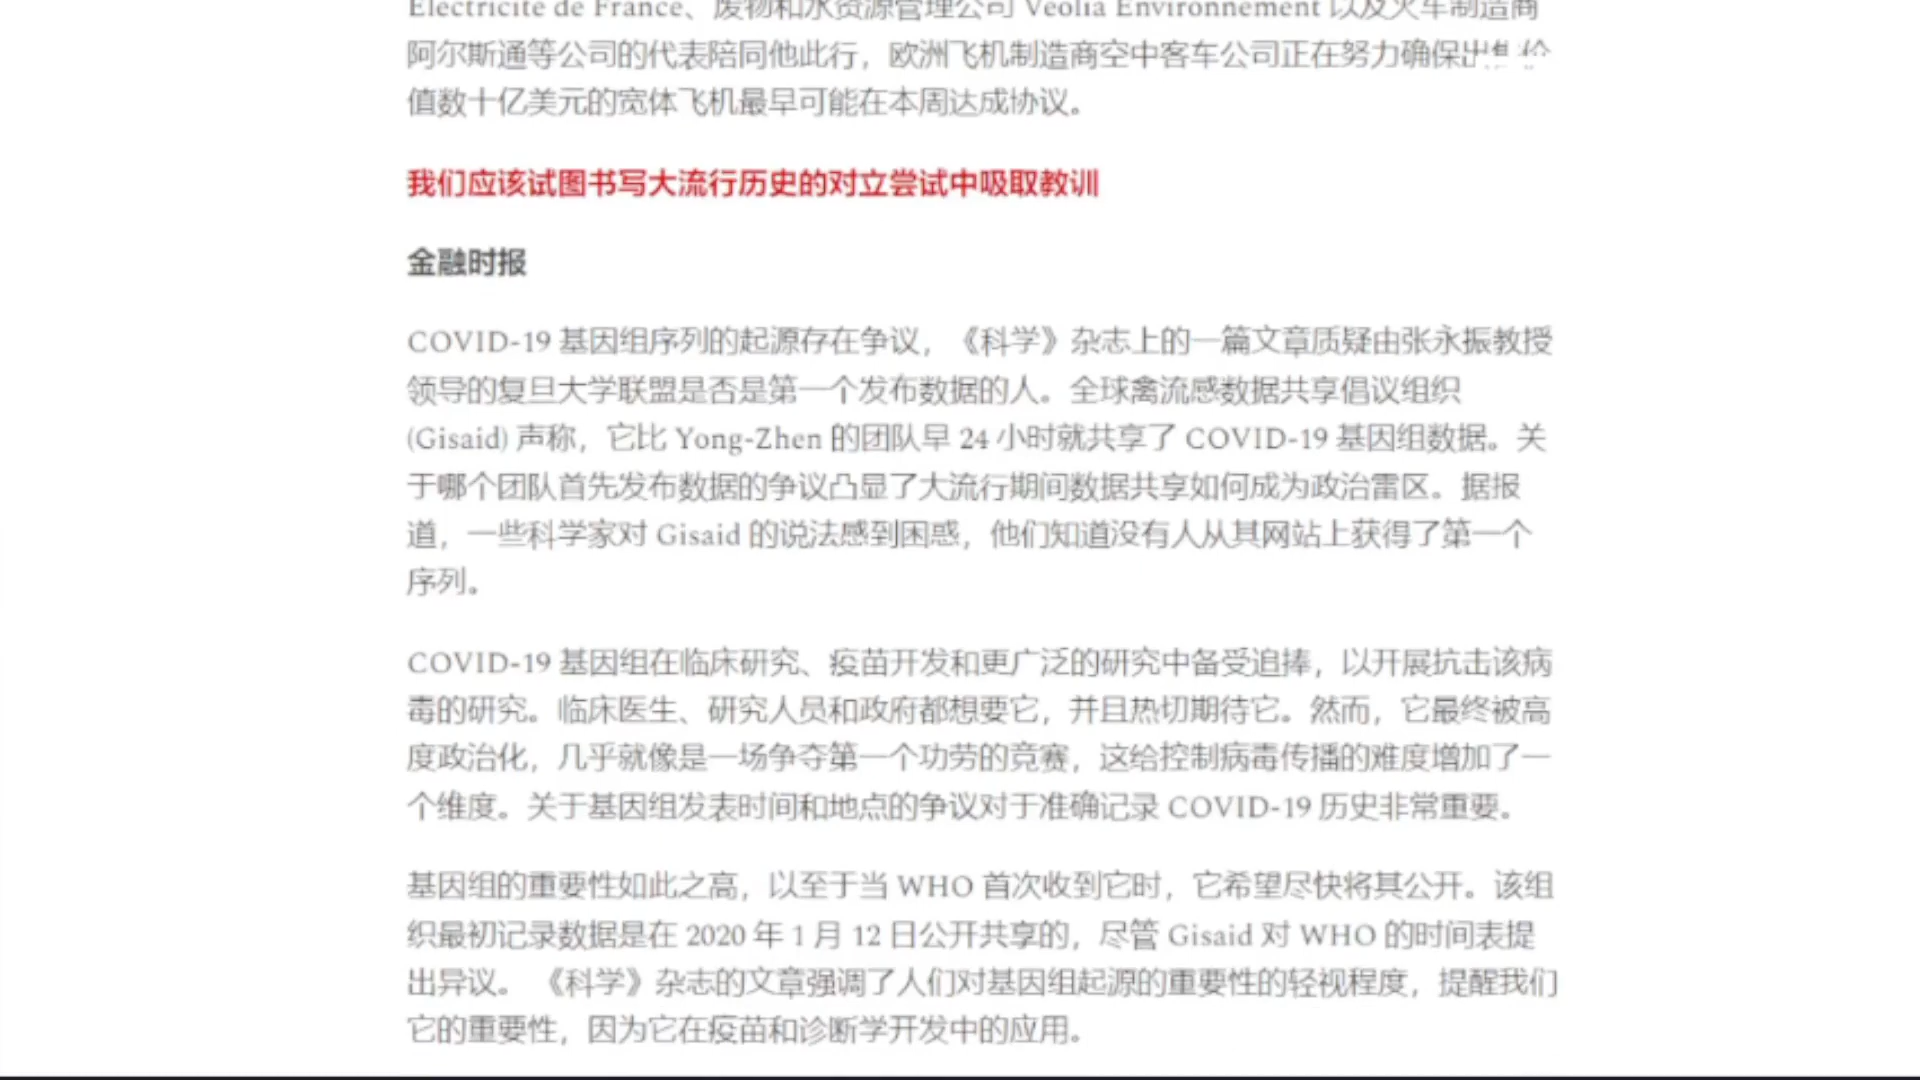 Électricité de France、废物和水资源管理公司 Veolia Environnement 以及火车制造商
阿尔斯通等公司的代表陪同他此行，欧洲飞机制造商空中客车公司正在努力确保出售价
值数十亿美元的宽体飞机最早可能在本周达成协议。
我们应该试图书写大流行历史的对立尝试中吸取教训
金融时报
COVID-19 基因组序列的起源存在争议，《科学》杂志上的一篇文章质疑由张永振教授
领导的复旦大学联盟是否是第一个发布数据的人。全球禽流感数据共享倡议组织
(Gisaid) 声称，它比 Yong-Zhen 的团队早 24 小时就共享了 COVID-19 基因组数据。关
于哪个团队首先发布数据的争议凸显了大流行期间数据共享如何成为政治雷区。据报
道，一些科学家对 Gisaid 的说法感到困惑，他们知道没有人从其网站上获得了第一个
序列。
COVID-19 基因组在临床研究、疫苗开发和更广泛的研究中备受追捧，以开展抗击该病
毒的研究。临床医生、研究人员和政府都想要它，并且热切期待它。然而，它最终被高
度政治化，几乎就像是一场争夺第一个功劳的竞赛，这给控制病毒传播的难度增加了一
个维度。关于基因组发表时间和地点的争议对于准确记录 COVID-19 历史非常重要。
基因组的重要性如此之高，以至于当 WHO 首次收到它时，它希望尽快将其公开。该组
织最初记录数据是在 2020 年 1 月 12 日公开共享的，尽管 Gisaid 对 WHO 的时间表提
出异议。 《科学》杂志的文章强调了人们对基因组起源的重要性的轻视程度，提醒我们
它的重要性，因为它在疫苗和诊断学开发中的应用。